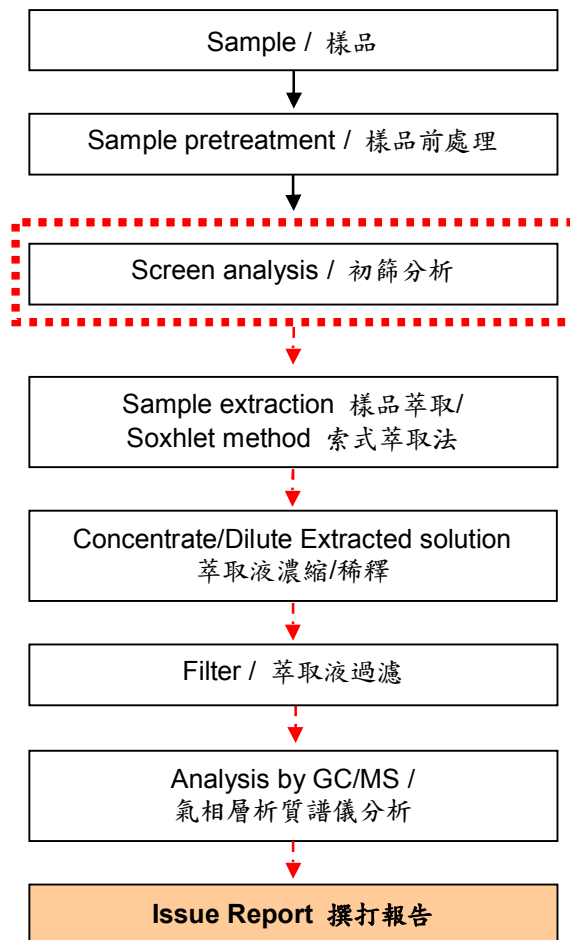 Sample / 樣品
Sample pretreatment / 樣品前處理
Screen analysis / 初篩分析
Sample extraction 樣品萃取/
Soxhlet method 索式萃取法
Concentrate/Dilute Extracted solution
萃取液濃縮/稀釋
Filter / 萃取液過濾
Analysis by GC/MS /
氣相層析質譜儀分析
Issue Report 撰打報告